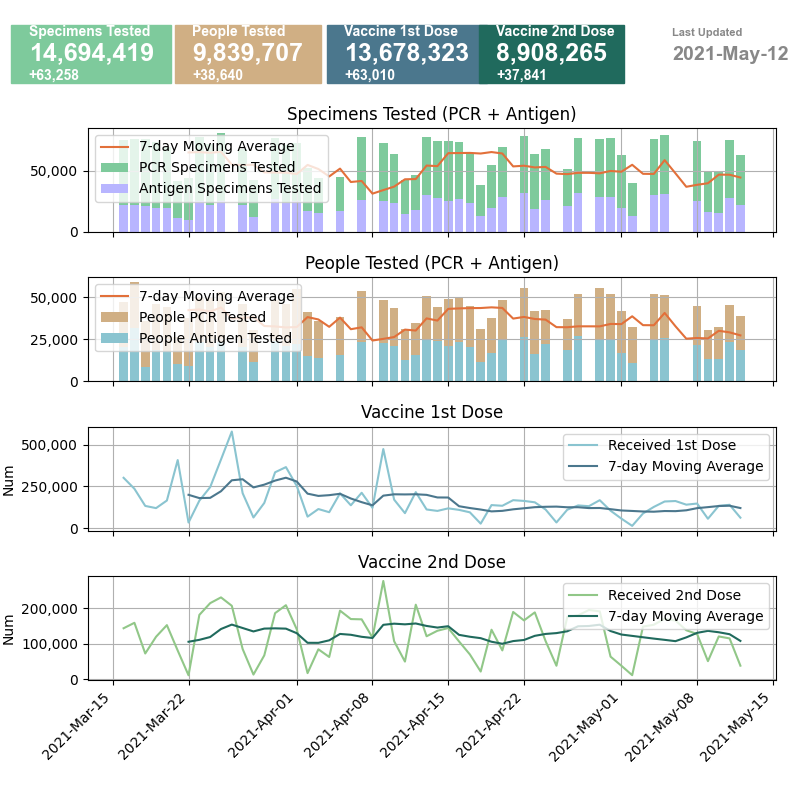 Specimens Tested
14,694,419
+63,258
People Tested
9,839,707
+38,640
Vaccine 1st Dose
13,678,323
+63,010
Vaccine 2nd Dose
8,908,265
+37,841
Last Updated
2021-May-12
Specimens Tested (PCR + Antigen)
7-day Moving Average
PCR Specimens Tested
Antigen Specimens Tested
50,000
0
People Tested (PCR + Antigen)
7-day Moving Average
People PCR Tested
People Antigen Tested
50,000
25,000
0
Vaccine 1st Dose
Received 1st Dose
7-day Moving Average
500,000
250,000
0
Num
Vaccine 2nd Dose
Received 2nd Dose
7-day Moving Average
200,000
100,000
0
Num
2021-Mar-15
2021-Mar-22
2021-Apr-01
2021-Apr-08
2021-Apr-15
2021-Apr-22
2021-May-01
2021-May-08
2021-May-15